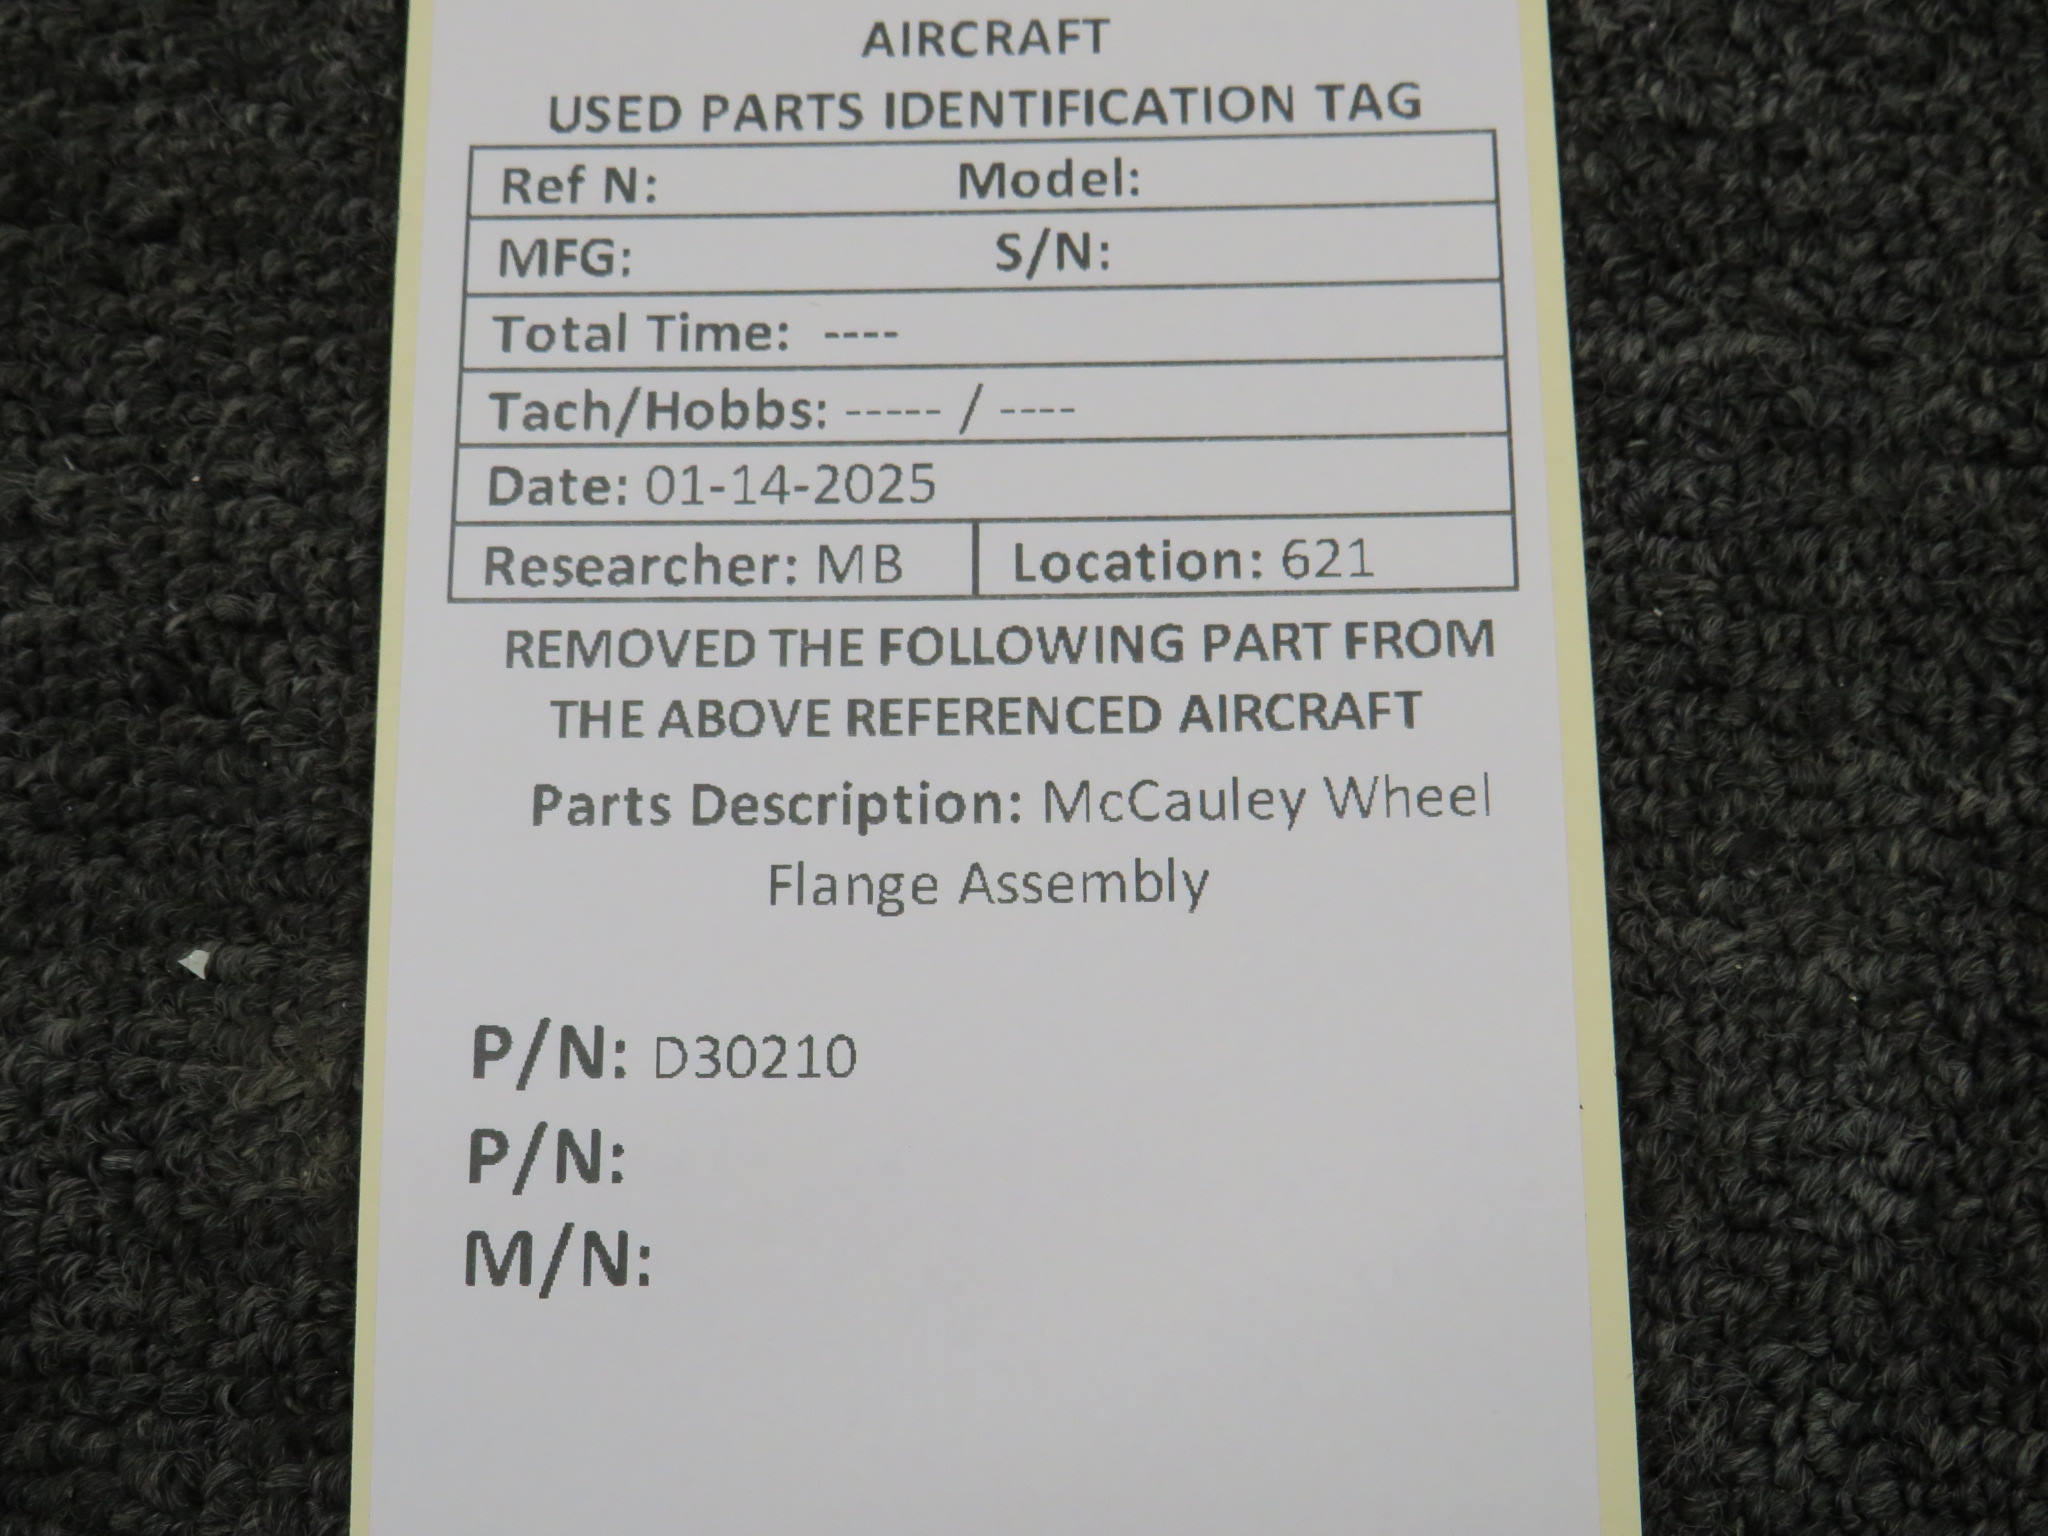 AIRCRAFT
USED PARTS IDENTIFICATION TAG
Ref N: Model:
MFG: S/N:
Total Time: ----
Tach/Hobbs: ----- / ----
Date: 01-14-2025
Researcher: MB Location: 621
REMOVED THE FOLLOWING PART FROM
THE ABOVE REFERENCED AIRCRAFT
Parts Description: McCauley Wheel
Flange Assembly
P/N: D30210
P/N:
M/N: